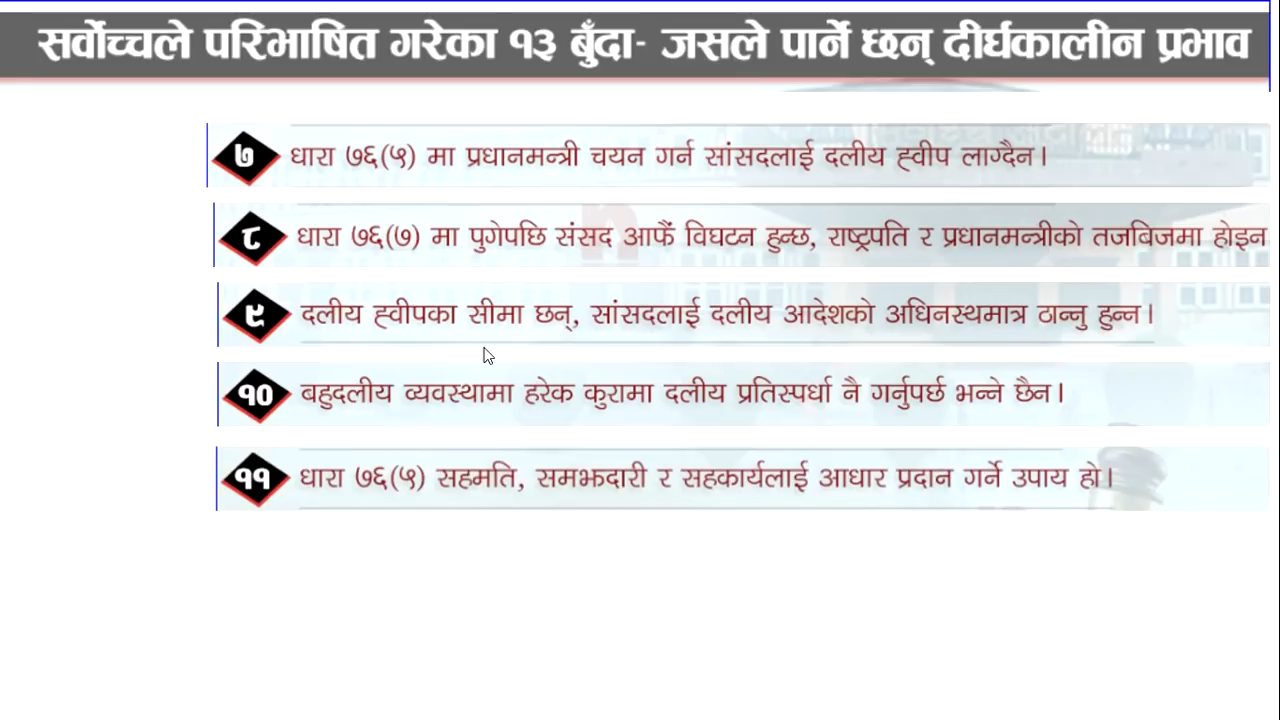 सर्वोच्चले परिभाषित गरेका १३ बुँदा- जसले पार्ने छन् दीर्घकालीन प्रभाव
७ धारा ७६(५) मा प्रधानमन्त्री चयन गर्न सांसदलाई दलीय ह्वीप लाग्दैन।
८ धारा ७६(७) मा पुगेपछि संसद आफैं विघटन हुन्छ, राष्ट्रपति र प्रधानमन्त्रीको तजबिजमा होइन
९ दलीय ह्वीपका सीमा छन्, सांसदलाई दलीय आदेशको अधिनस्थमात्र ठान्नु हुन्न।
१० बहुदलीय व्यवस्थामा हरेक कुरामा दलीय प्रतिस्पर्धा नै गर्नुपर्छ भन्ने छैन।
११ धारा ७६(५) सहमति, समझदारी र सहकार्यलाई आधार प्रदान गर्ने उपाय हो।